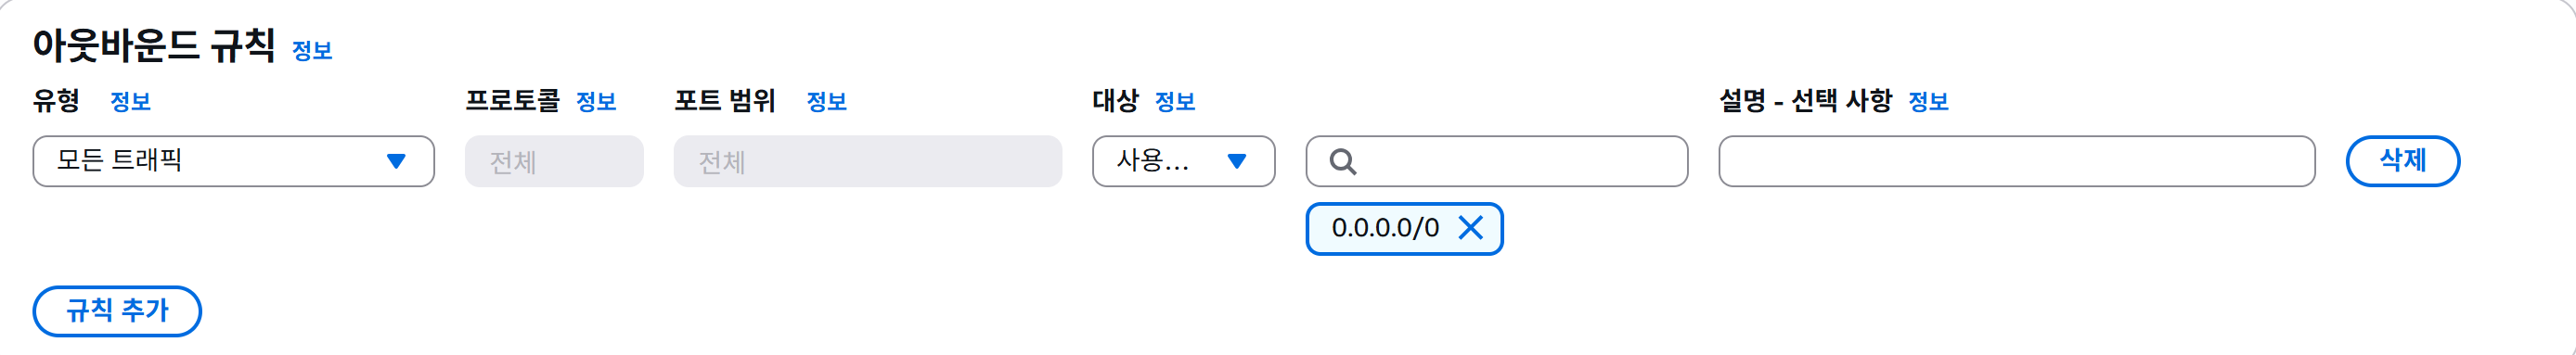 아웃바운드 규칙 정보
유형 정보 프로토콜 정보 포트 범위 정보 대상 정보 설명 - 선택 사항 정보
모든 트래픽 전체 전체 사용... 삭제
0.0.0.0/0
규칙 추가